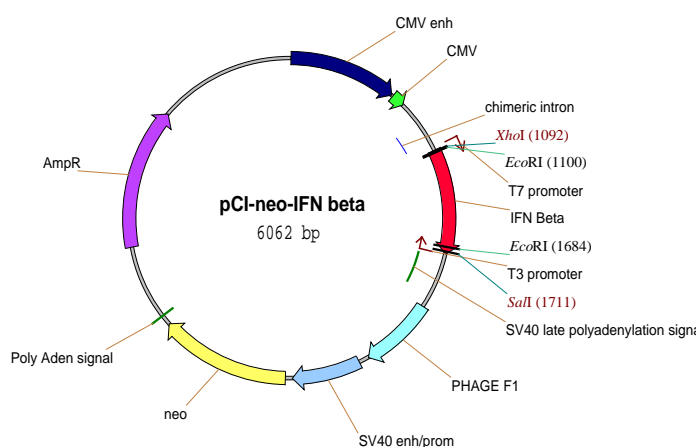 CMV enh
CMV
chimeric intron
XhoI (1092)
EcoRI (1100)
T7 promoter
IFN Beta
EcoRI (1684)
T3 promoter
SalI (1711)
SV40 late polyadenylation signa
PHAGE F1
SV40 enh/prom
neo
Poly Aden signal
AmpR
pCI-neo-IFN beta
6062 bp